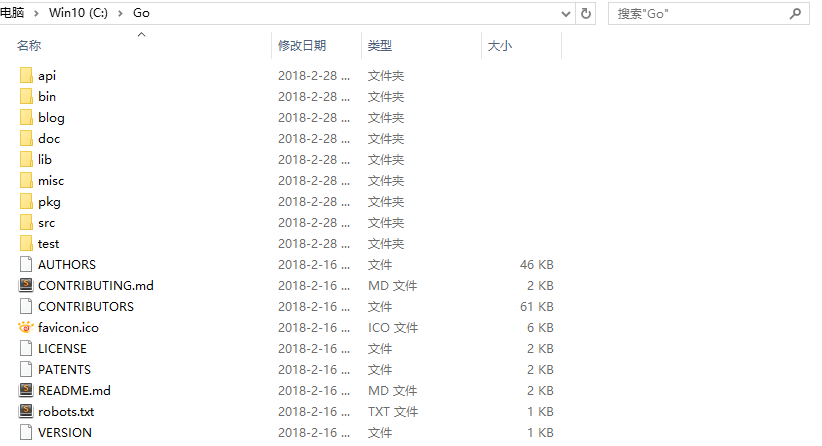 电脑 Win10 (C:) Go 搜索"Go"
名称 修改日期 类型 大小
api 2018-2-28 ... 文件夹
bin 2018-2-28 ... 文件夹
blog 2018-2-28 ... 文件夹
doc 2018-2-28 ... 文件夹
lib 2018-2-28 ... 文件夹
misc 2018-2-28 ... 文件夹
pkg 2018-2-28 ... 文件夹
src 2018-2-28 ... 文件夹
test 2018-2-28 ... 文件夹
AUTHORS 2018-2-16 ... 文件 46 KB
CONTRIBUTING.md 2018-2-16 ... MD 文件 2 KB
CONTRIBUTORS 2018-2-16 ... 文件 61 KB
favicon.ico 2018-2-16 ... ICO 文件 6 KB
LICENSE 2018-2-16 ... 文件 2 KB
PATENTS 2018-2-16 ... 文件 2 KB
README.md 2018-2-16 ... MD 文件 2 KB
robots.txt 2018-2-16 ... TXT 文件 1 KB
VERSION 2018-2-16 ... 文件 1 KB